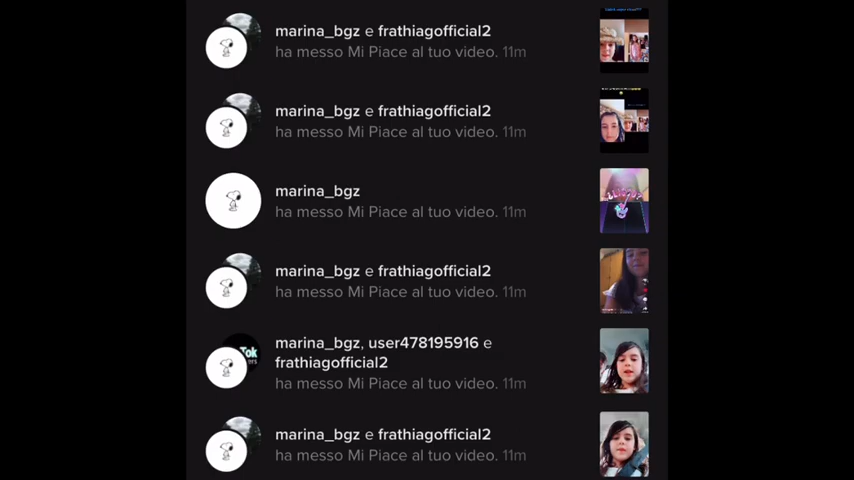 marina_bgz e frathiagofficial2
ha messo Mi Piace al tuo video. 11m
marina_bgz e frathiagofficial2
ha messo Mi Piace al tuo video. 11m
marina_bgz
ha messo Mi Piace al tuo video. 11m
marina_bgz e frathiagofficial2
ha messo Mi Piace al tuo video. 11m
marina_bgz, user478195916 e
frathiagofficial2
ha messo Mi Piace al tuo video. 11m
marina_bgz e frathiagofficial2
ha messo Mi Piace al tuo video. 11m